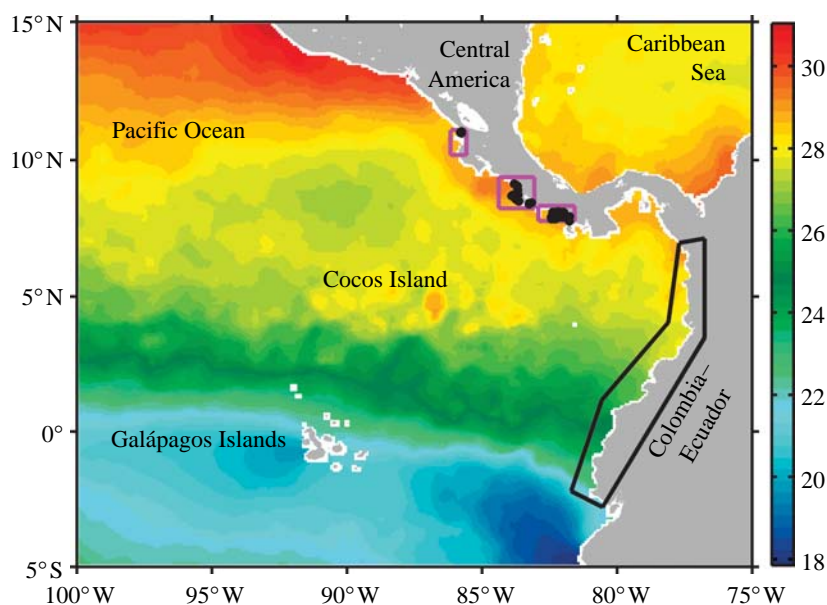 15°N
10°N
5°N
0°
5°S
100°W
95°W
90°W
85°W
80°W
75°W
Central
America
Caribbean
Sea
Pacific Ocean
Cocos Island
Galápagos Islands
Colombia–
Ecuador
30
28
26
24
22
20
18